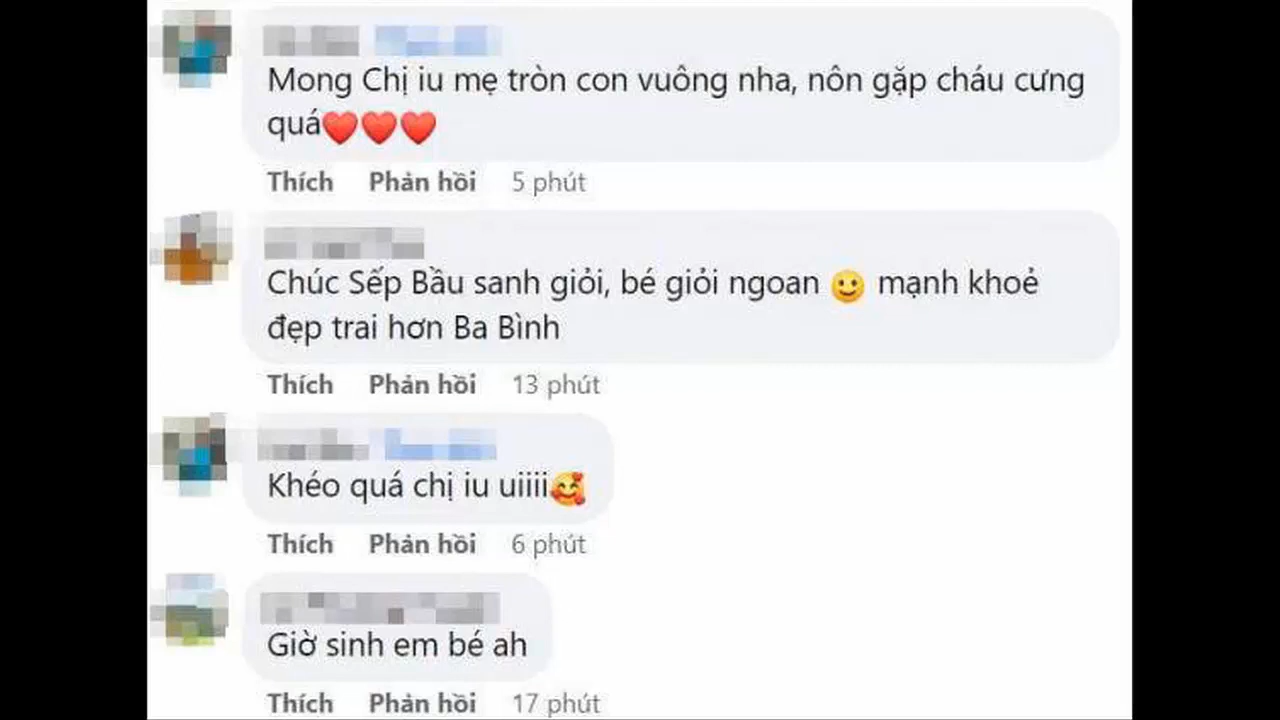 Mong Chị iu mẹ tròn con vuông nha, nôn gặp cháu cưng
quá❤️❤️❤️
Thích Phản hồi 5 phút
Chúc Sếp Bầu sanh giỏi, bé giỏi ngoan 🙂 mạnh khoẻ
đẹp trai hơn Ba Bình
Thích Phản hồi 13 phút
Khéo quá chị iu uiiii🥰
Thích Phản hồi 6 phút
Giờ sinh em bé ah
Thích Phản hồi 17 phút